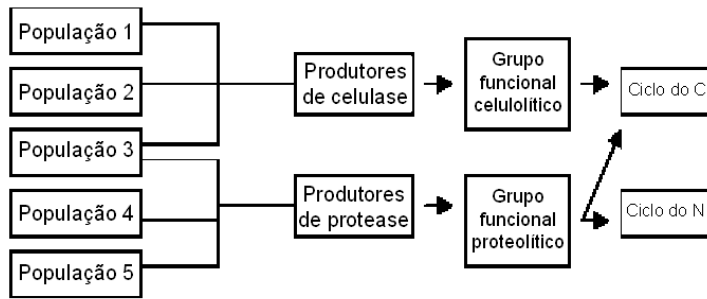 População 1
População 2
População 3
População 4
População 5
Produtores
de celulase
Produtores
de protease
Grupo
funcional
celulolítico
Grupo
funcional
proteolítico
Ciclo do C
Ciclo do N